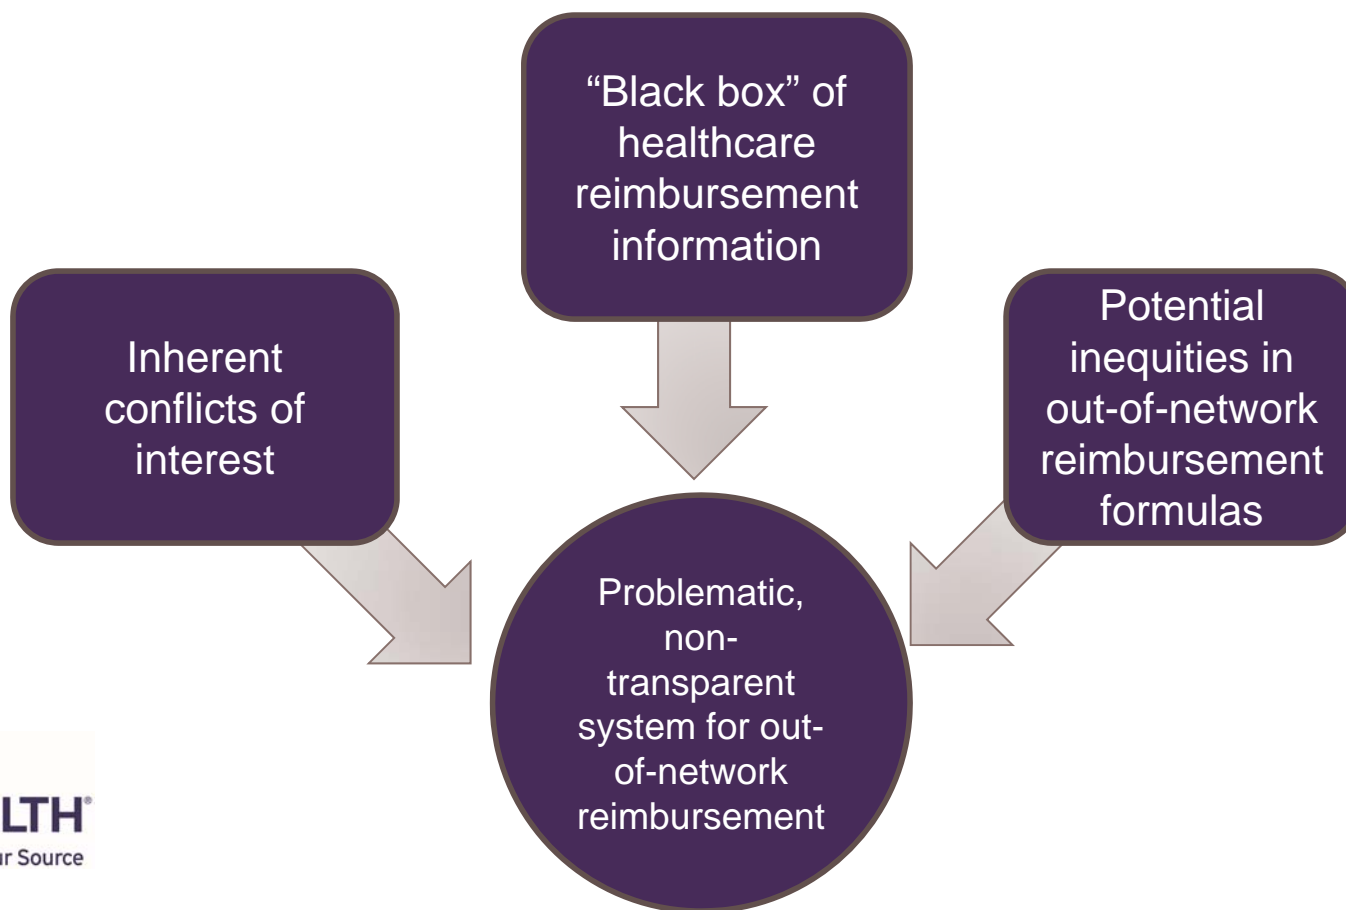 “Black box” of
healthcare
reimbursement
information
Inherent
conflicts of
interest
Potential
inequities in
out-of-network
reimbursement
formulas
Problematic,
non-
transparent
system for out-
of-network
reimbursement
LTH®
ur Source